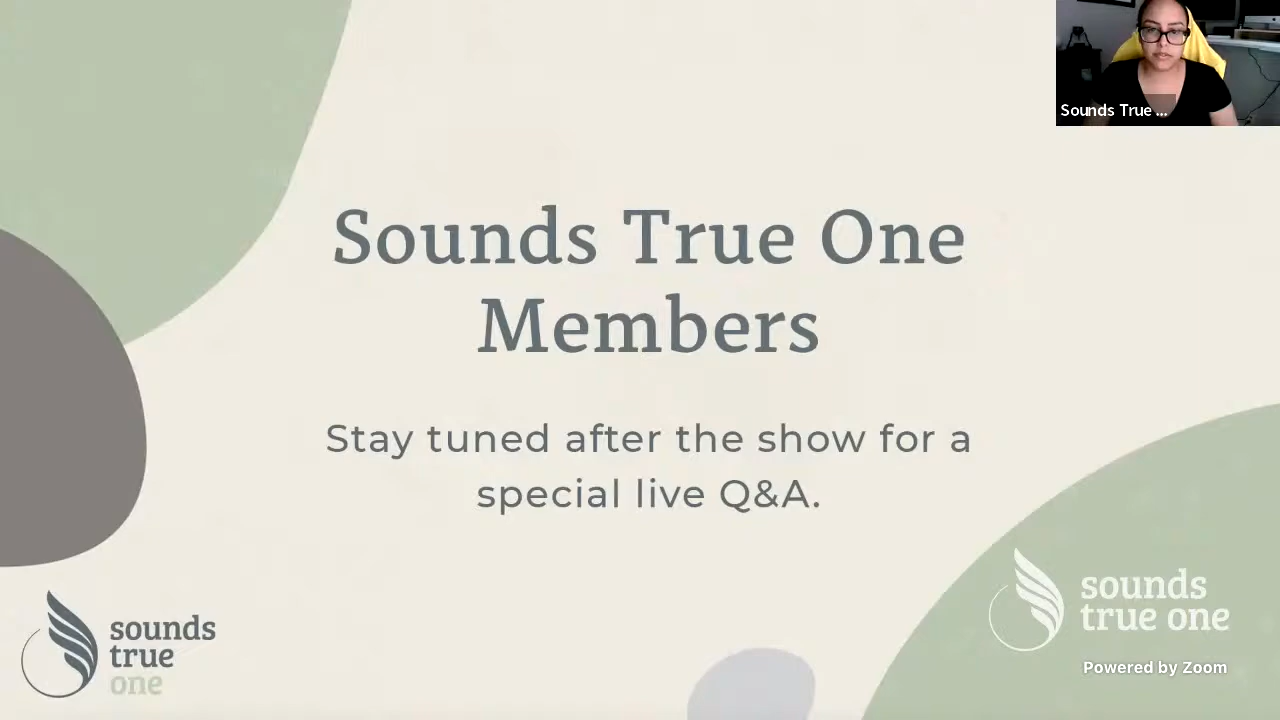 Sounds True ...
Sounds True One
Members
Stay tuned after the show for a
special live Q&A.
sounds
true one
Powered by Zoom
sounds
true
one